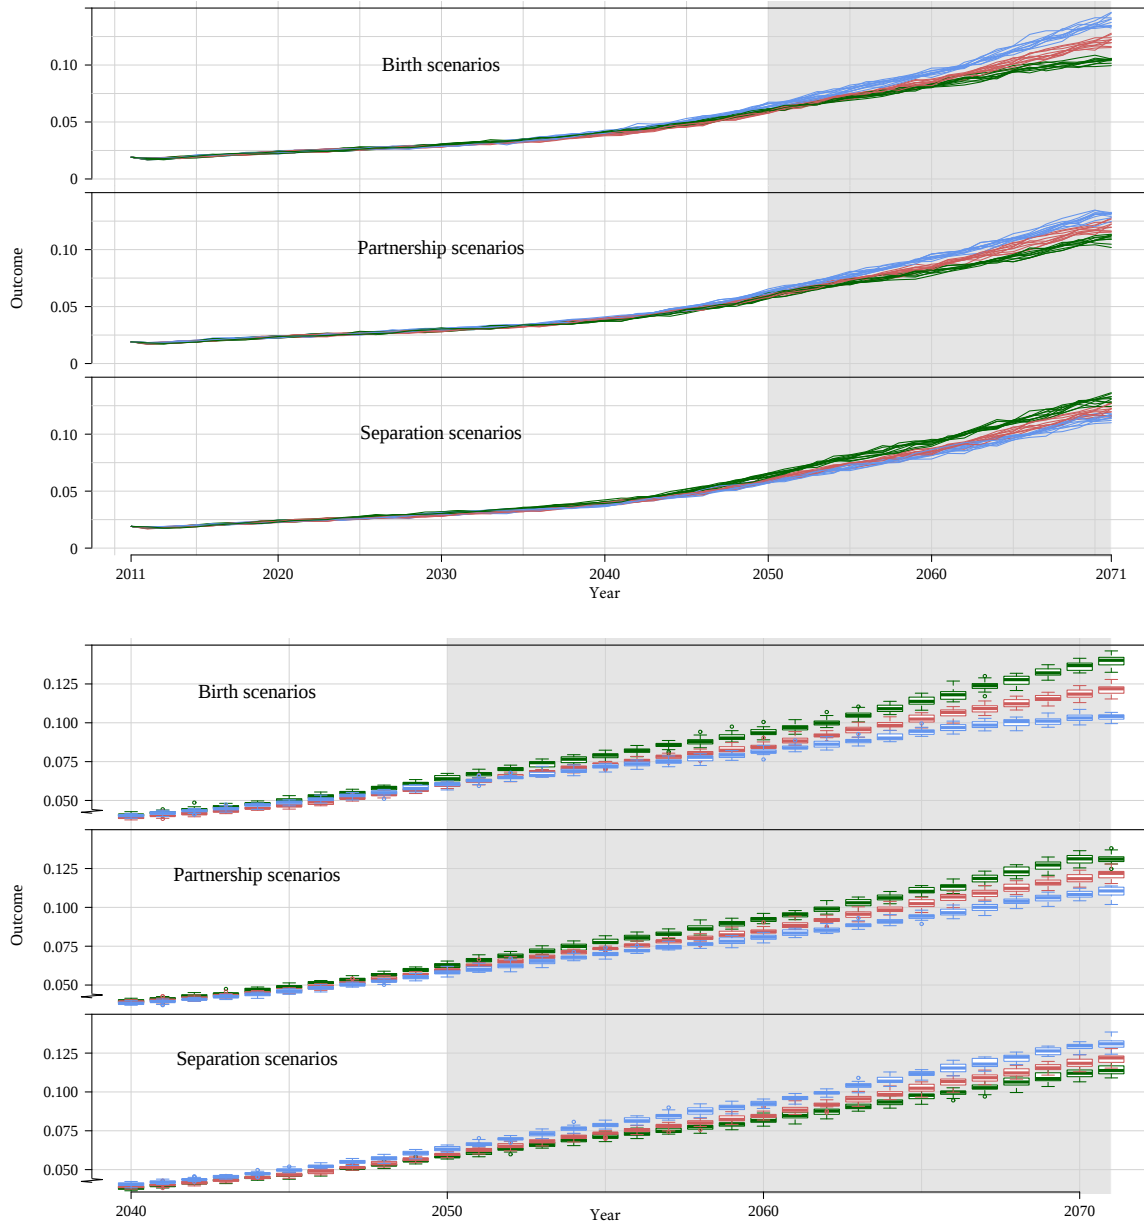 Birth scenarios
0.10
0.05
0
Partnership scenarios
0.10
0.05
0
Outcome
Separation scenarios
0.10
0.05
0
2011 2020 2030 2040 2050 2060 2071
Year
Birth scenarios
0.125
0.100
0.075
0.050
Partnership scenarios
0.125
0.100
0.075
0.050
Outcome
Separation scenarios
0.125
0.100
0.075
0.050
2040 2050 2060 2070
Year